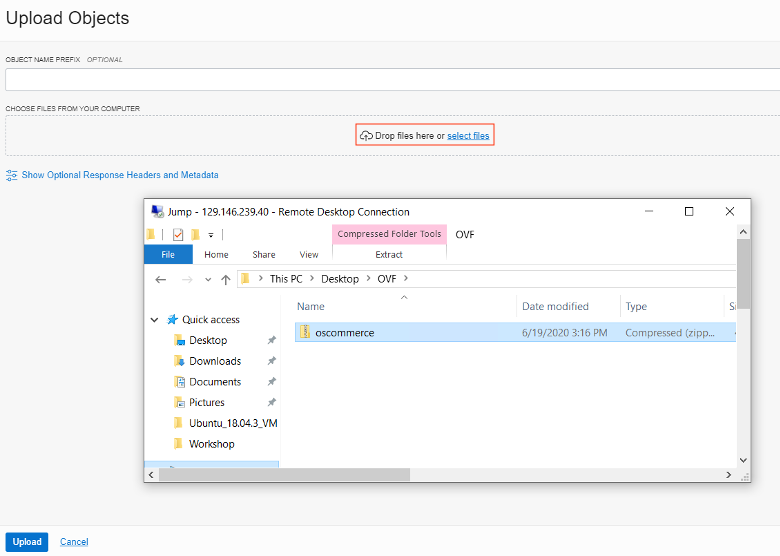 Upload Objects
OBJECT NAME PREFIX OPTIONAL
CHOOSE FILES FROM YOUR COMPUTER
Drop files here or select files
Show Optional Response Headers and Metadata
Jump - 129.146.239.40 - Remote Desktop Connection
Compressed Folder Tools OVF
File Home Share View Extract
This PC > Desktop > OVF >
Name Date modified Type
Quick access
oscommerce 6/19/2020 3:16 PM Compressed (zipp...
Desktop
Downloads
Documents
Pictures
Ubuntu_18.04.3_VM
Workshop
Upload Cancel